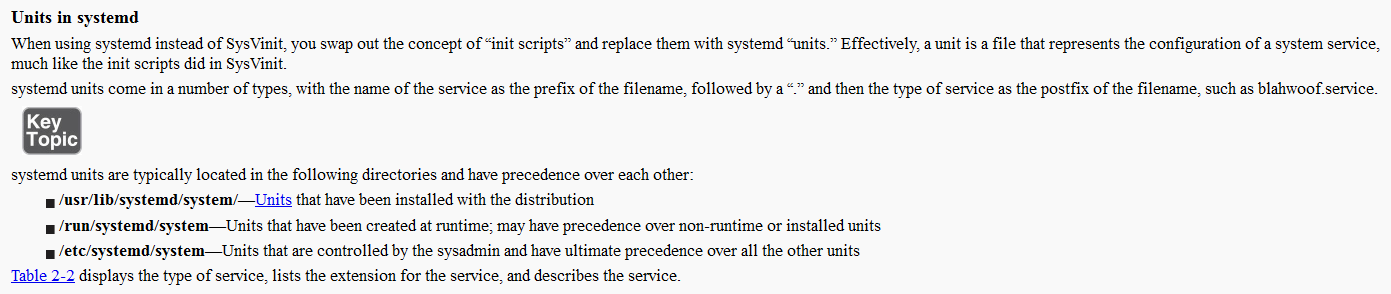 Units in systemd
When using systemd instead of SysVinit, you swap out the concept of “init scripts” and replace them with systemd “units.” Effectively, a unit is a file that represents the configuration of a system service,
much like the init scripts did in SysVinit.
systemd units come in a number of types, with the name of the service as the prefix of the filename, followed by a “.” and then the type of service as the postfix of the filename, such as blahwoof.service.
Key
Topic
systemd units are typically located in the following directories and have precedence over each other:
■ /usr/lib/systemd/system/—Units that have been installed with the distribution
■ /run/systemd/system—Units that have been created at runtime; may have precedence over non-runtime or installed units
■ /etc/systemd/system—Units that are controlled by the sysadmin and have ultimate precedence over all the other units
Table 2-2 displays the type of service, lists the extension for the service, and describes the service.